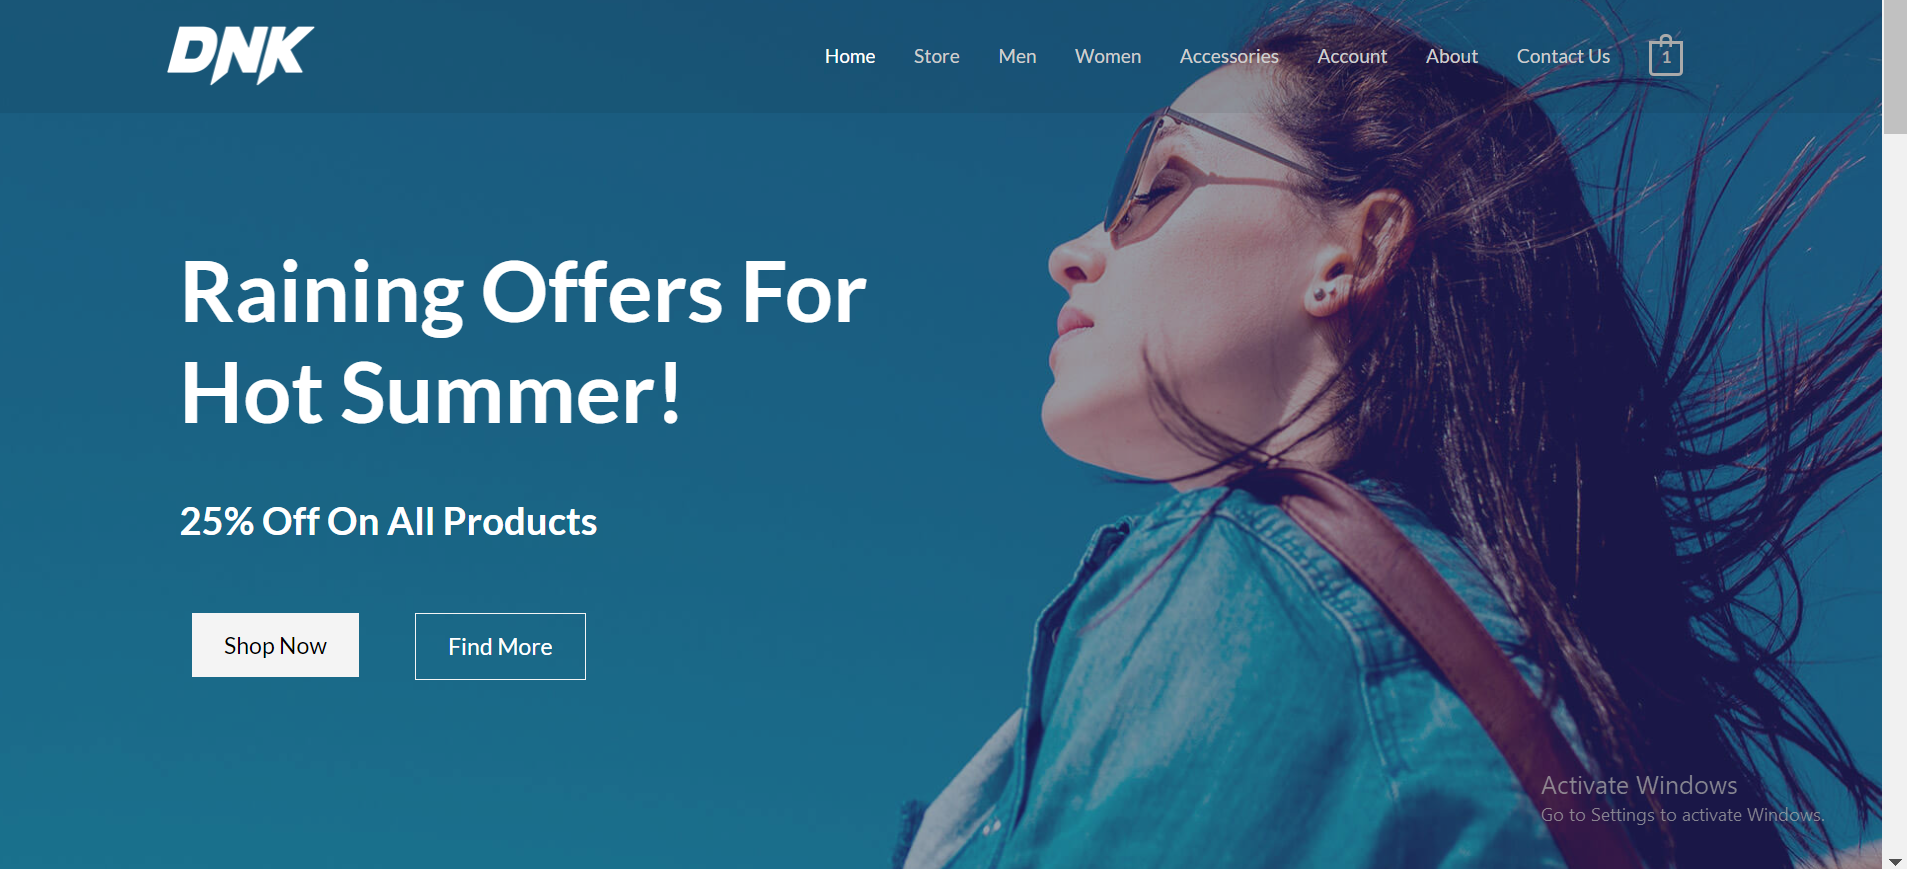 DNK
Home Store Men Women Accessories Account About Contact Us 1
Raining Offers For
Hot Summer!
25% Off On All Products
Shop Now Find More
Activate Windows
Go to Settings to activate Windows.